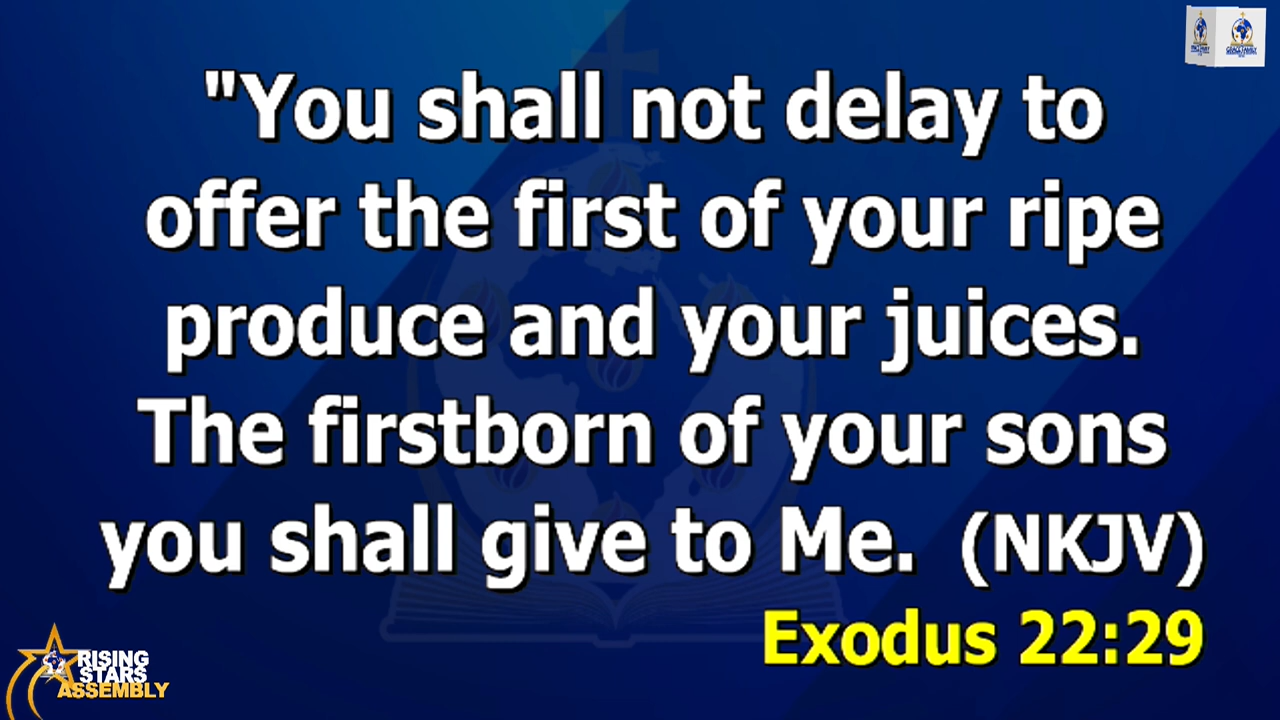 "You shall not delay to
offer the first of your ripe
produce and your juices.
The firstborn of your sons
you shall give to Me.  (NKJV)
Exodus 22:29
RISING
STARS
ASSEMBLY